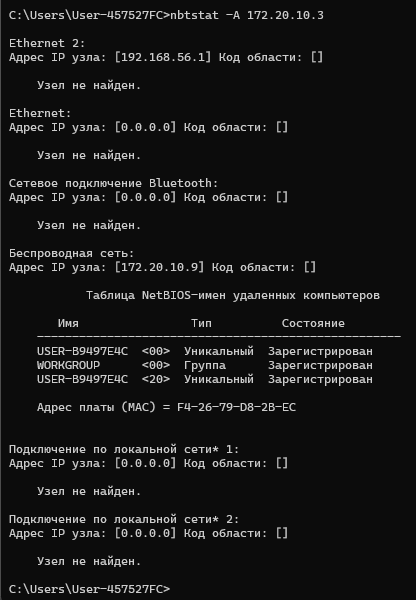 C:\Users\User-457527FC>nbtstat -A 172.20.10.3
Ethernet 2:
Адрес IP узла: [192.168.56.1] Код области: []
Узел не найден.
Ethernet:
Адрес IP узла: [0.0.0.0] Код области: []
Узел не найден.
Сетевое подключение Bluetooth:
Адрес IP узла: [0.0.0.0] Код области: []
Узел не найден.
Беспроводная сеть:
Адрес IP узла: [172.20.10.9] Код области: []
Таблица NetBIOS-имен удаленных компьютеров
Имя Тип Состояние
USER-B9497E4C <00> Уникальный Зарегистрирован
WORKGROUP <00> Группа Зарегистрирован
USER-B9497E4C <20> Уникальный Зарегистрирован
Адрес платы (MAC) = F4-26-79-D8-2B-EC
Подключение по локальной сети* 1:
Адрес IP узла: [0.0.0.0] Код области: []
Узел не найден.
Подключение по локальной сети* 2:
Адрес IP узла: [0.0.0.0] Код области: []
Узел не найден.
C:\Users\User-457527FC>